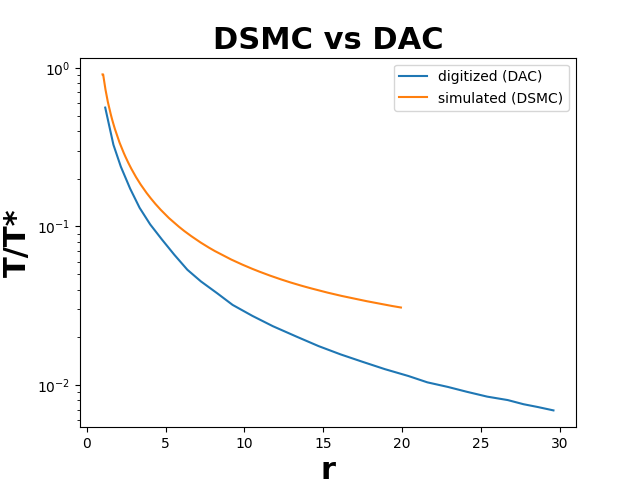 DSMC vs DAC
digitized (DAC)
simulated (DSMC)
T/T*
10⁰
10⁻¹
10⁻²
0 5 10 15 20 25 30
r